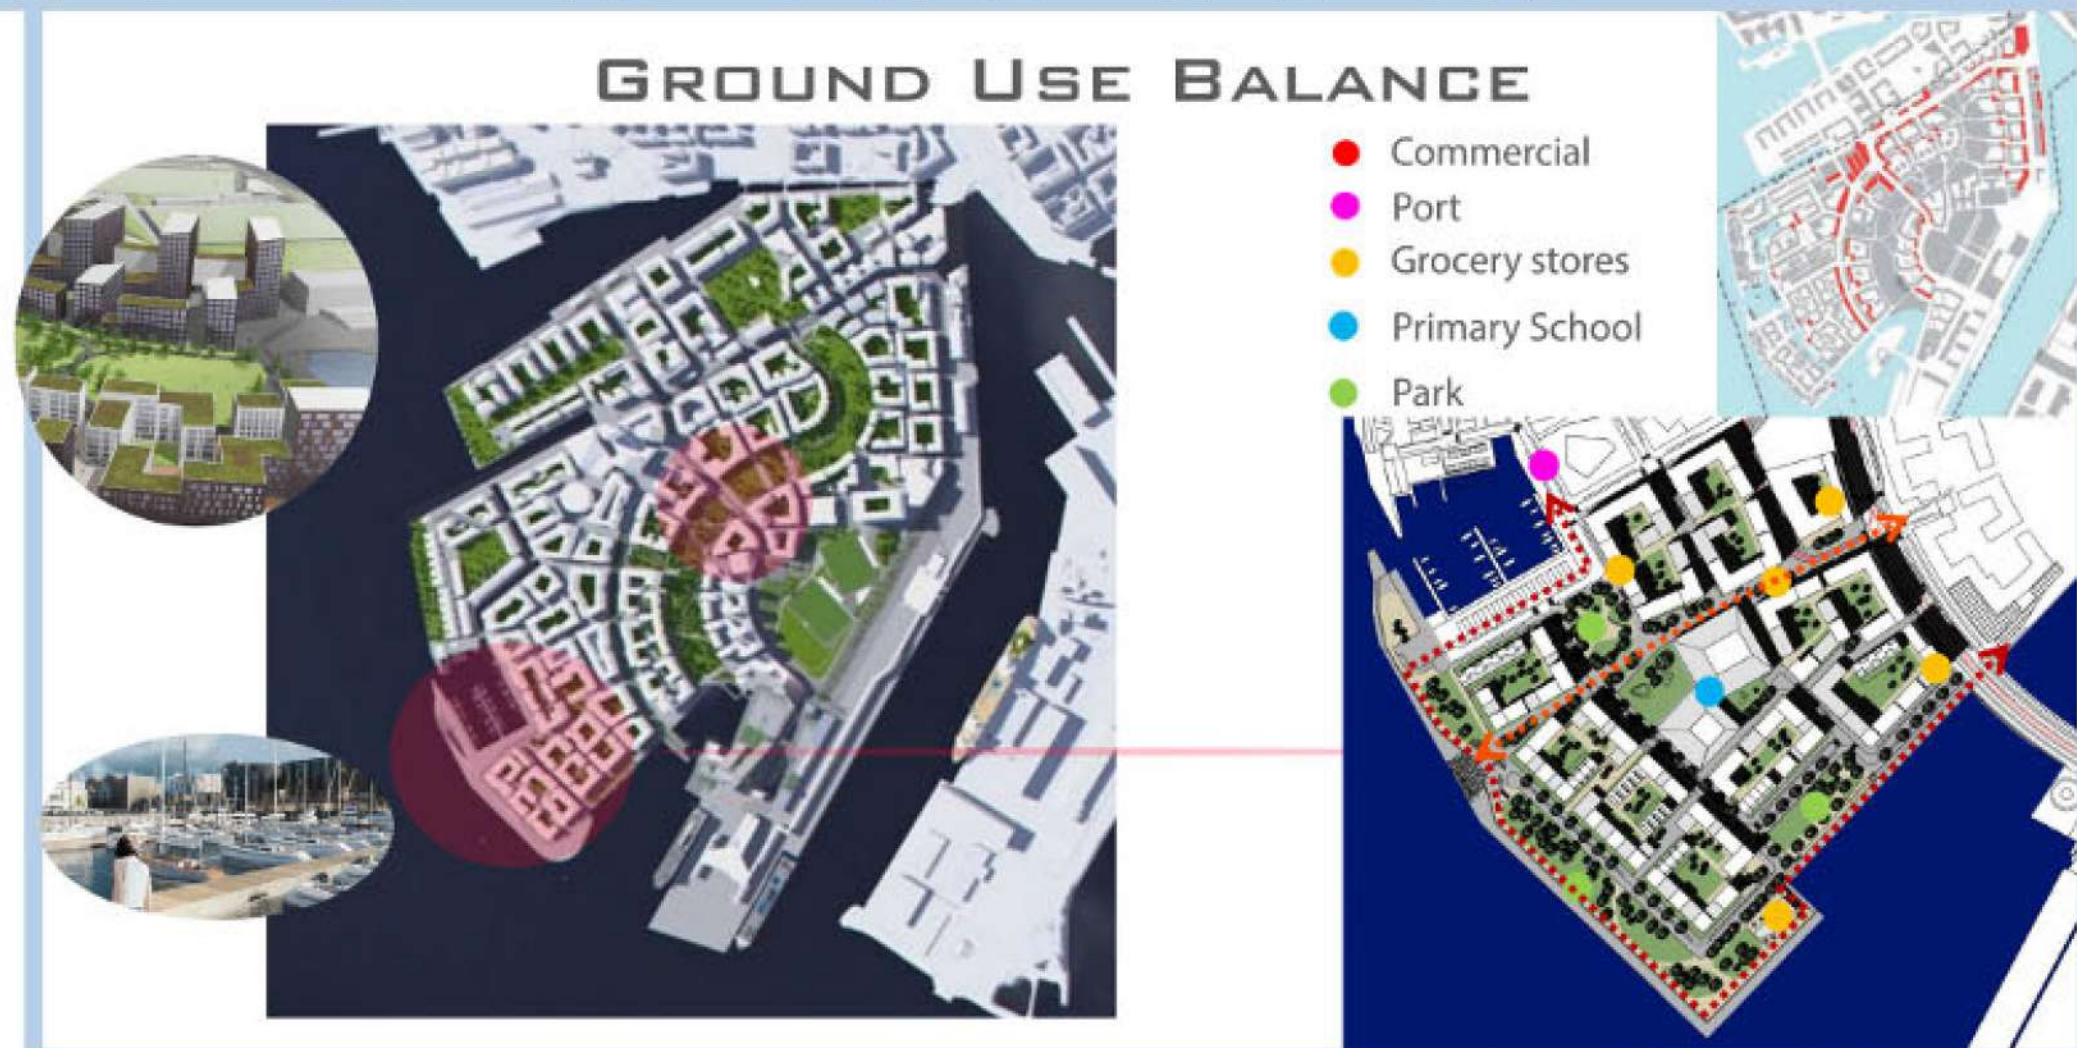 GROUND USE BALANCE
Commercial
Port
Grocery stores
Primary School
Park